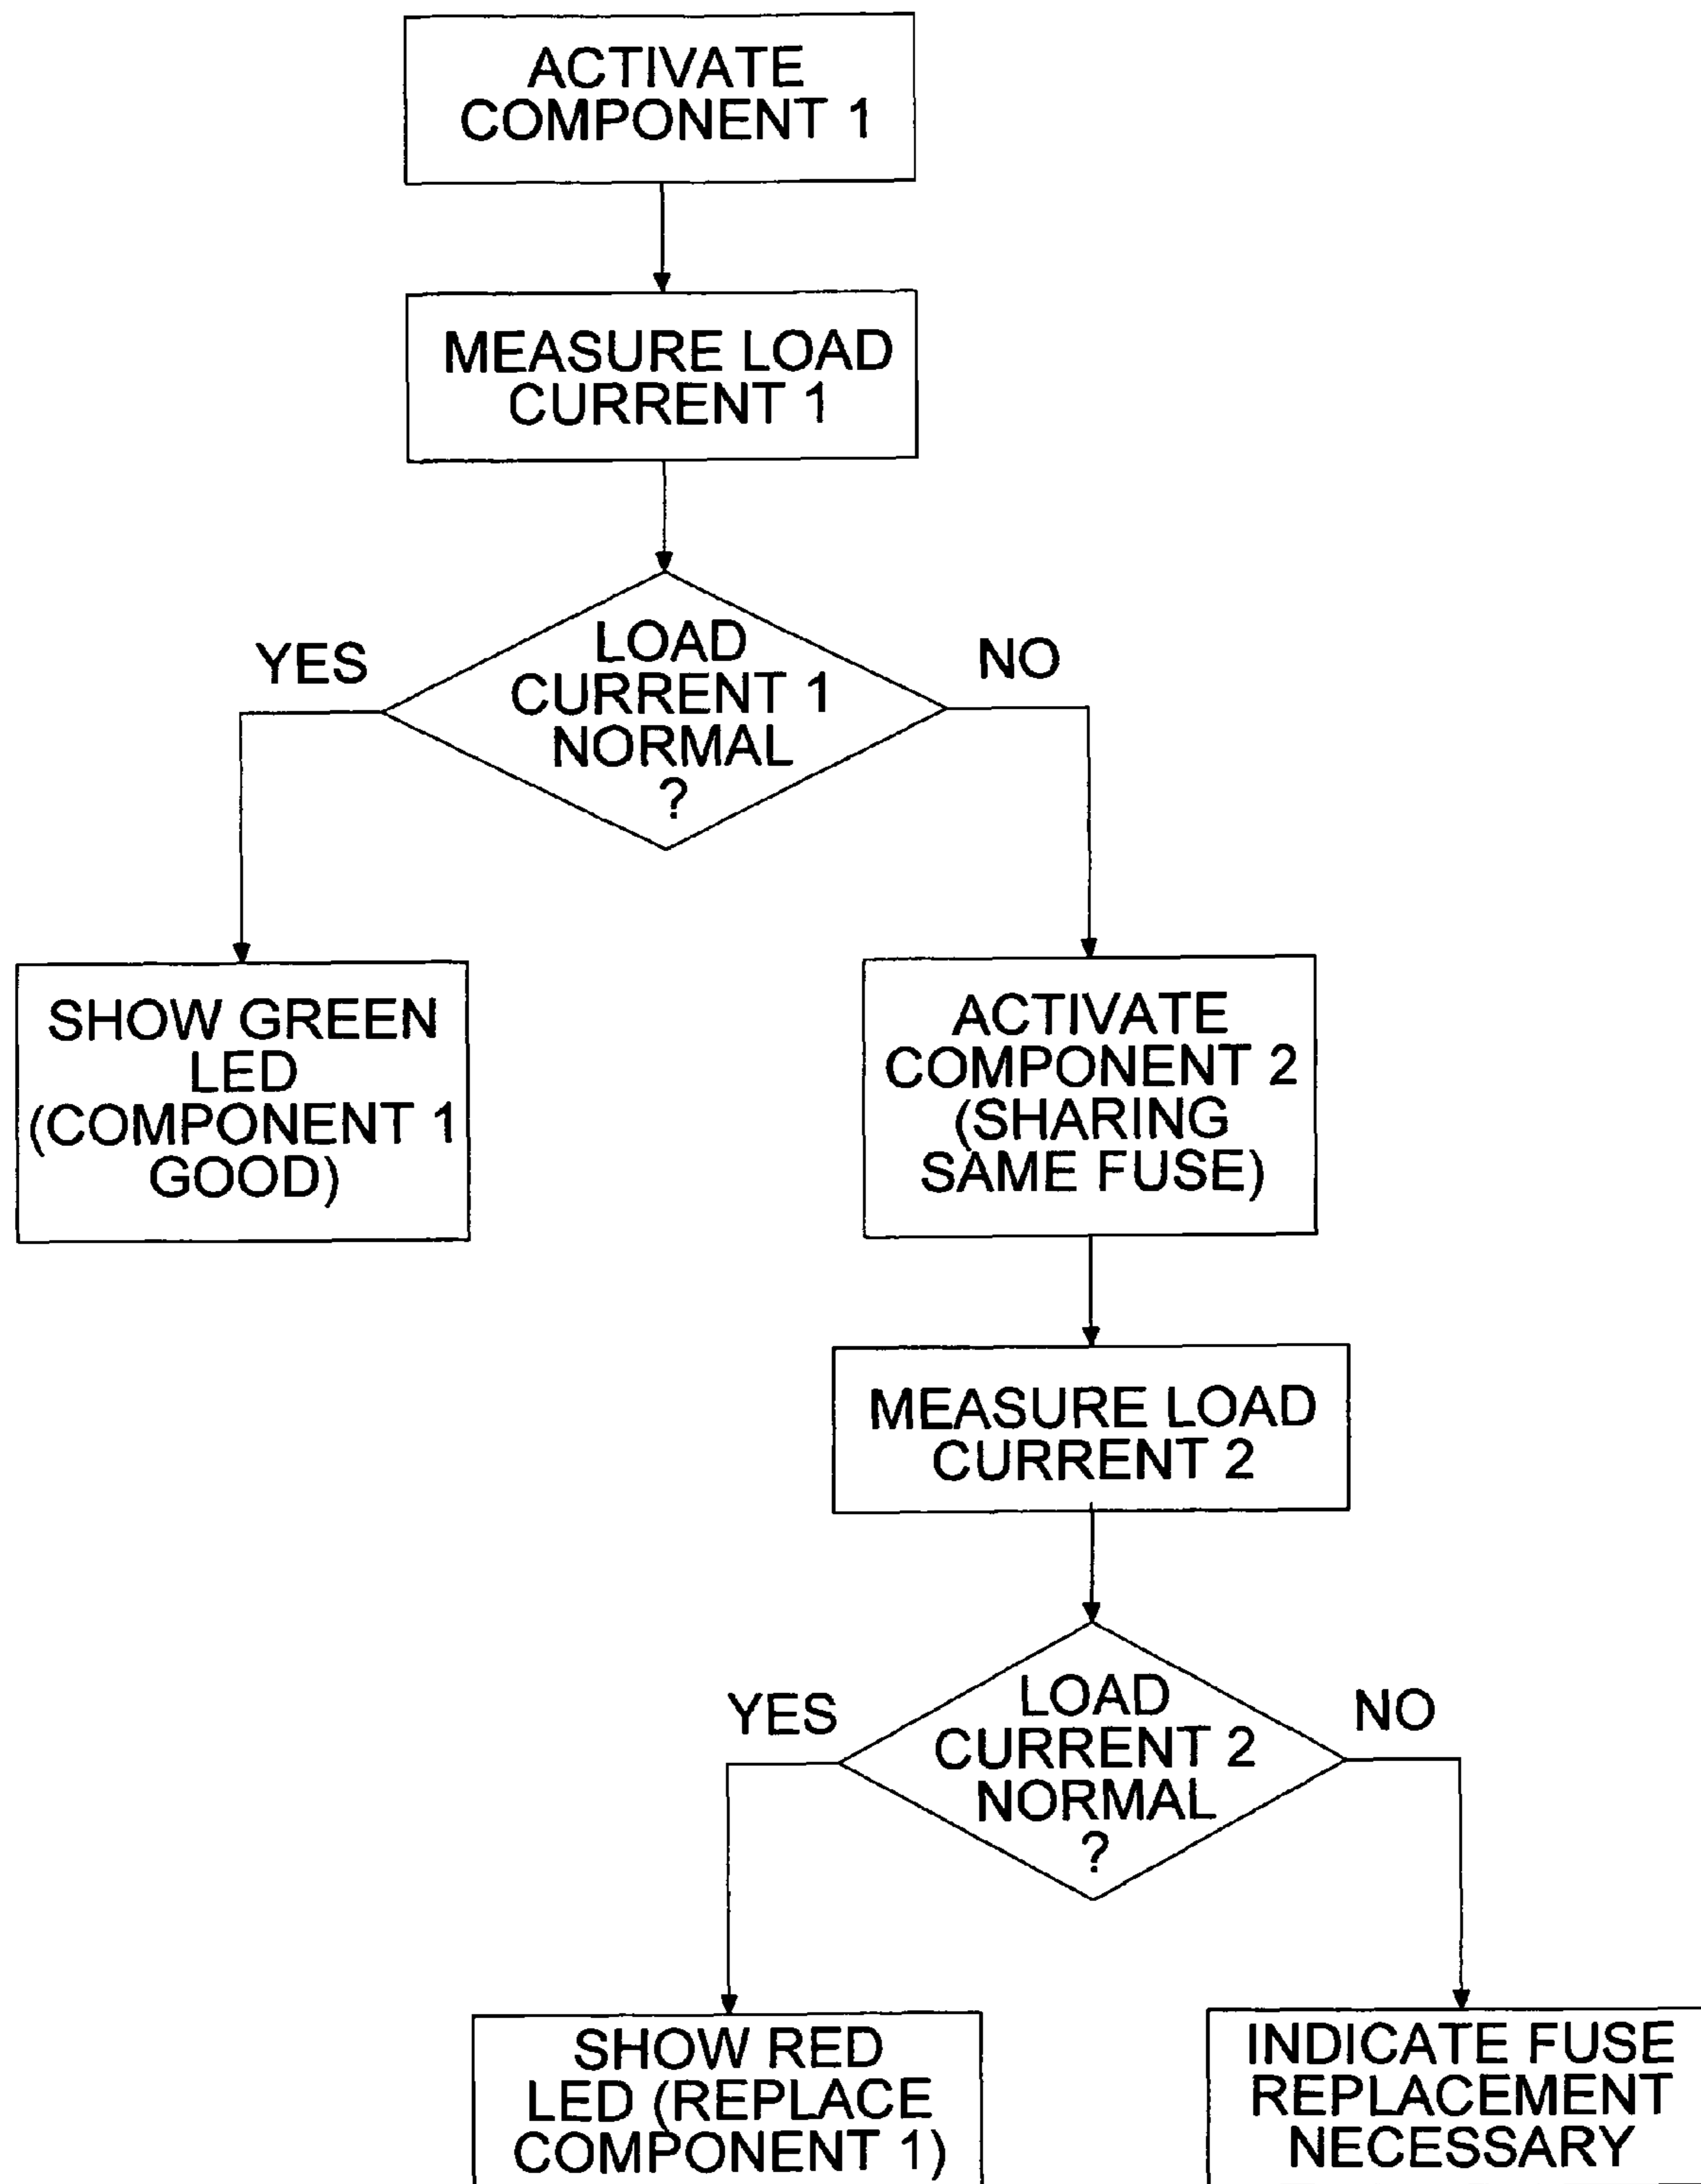 ACTIVATE
COMPONENT 1
MEASURE LOAD
CURRENT 1
LOAD
CURRENT 1
NORMAL
?
YES
NO
SHOW GREEN
LED
(COMPONENT 1
GOOD)
ACTIVATE
COMPONENT 2
(SHARING
SAME FUSE)
MEASURE LOAD
CURRENT 2
LOAD
CURRENT 2
NORMAL
?
YES
NO
SHOW RED
LED (REPLACE
COMPONENT 1)
INDICATE FUSE
REPLACEMENT
NECESSARY